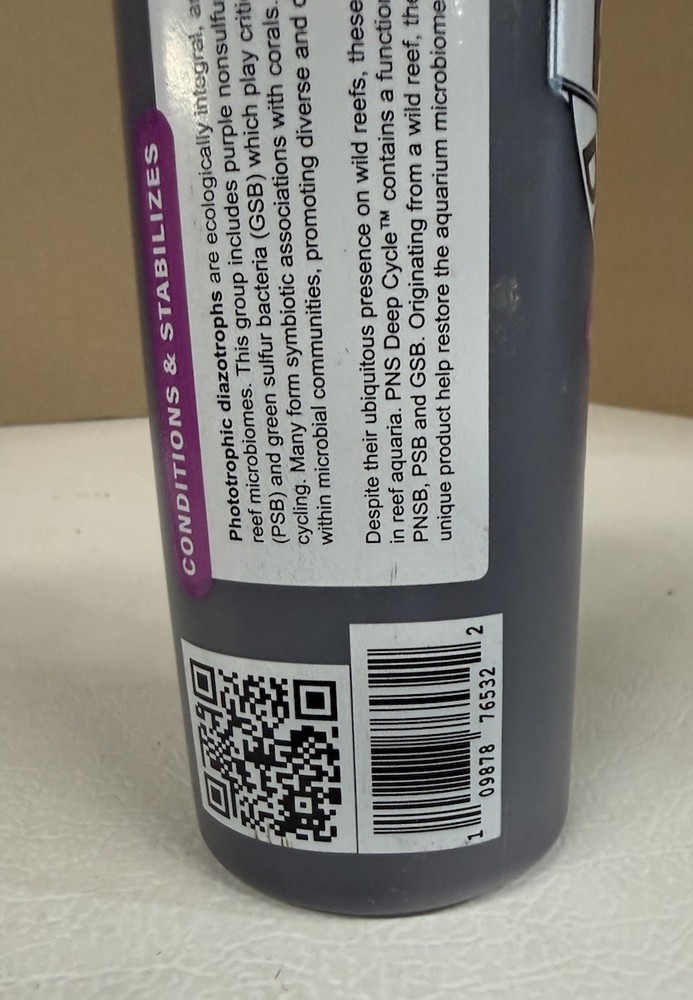 CONDITIONS & STABILIZES
Phototrophic diazotrophs are ecologically integral,
reef microbiomes. This group includes purple nonsulfu
(PSB) and green sulfur bacteria (GSB) which play criti
cycling. Many form symbiotic associations with corals.
within microbial communities, promoting diverse and
Despite their ubiquitous presence on wild reefs, these
in reef aquaria. PNS Deep Cycle™ contains a function
PNSB, PSB and GSB. Originating from a wild reef, the
unique product help restore the aquarium microbiome
1 09878 76532 2